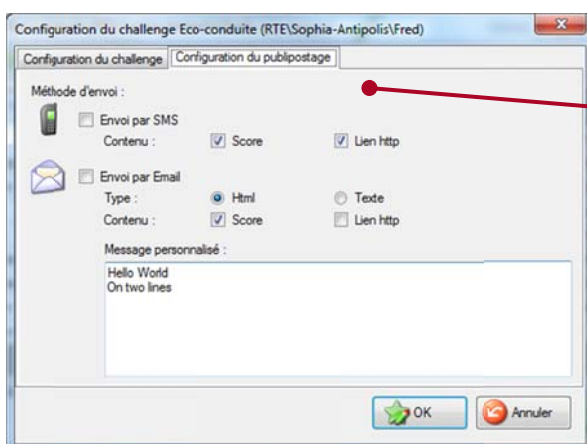 Configuration du challenge Eco-conduite (RTE\Sophia-Antipolis\Fred)
Configuration du challenge Configuration du publipostage
Méthode d'envoi :
Envoi par SMS
Contenu : Score Lien http
Envoi par Email
Type : Html Texte
Contenu : Score Lien http
Message personnalisé :
Hello World
On two lines
OK Annuler